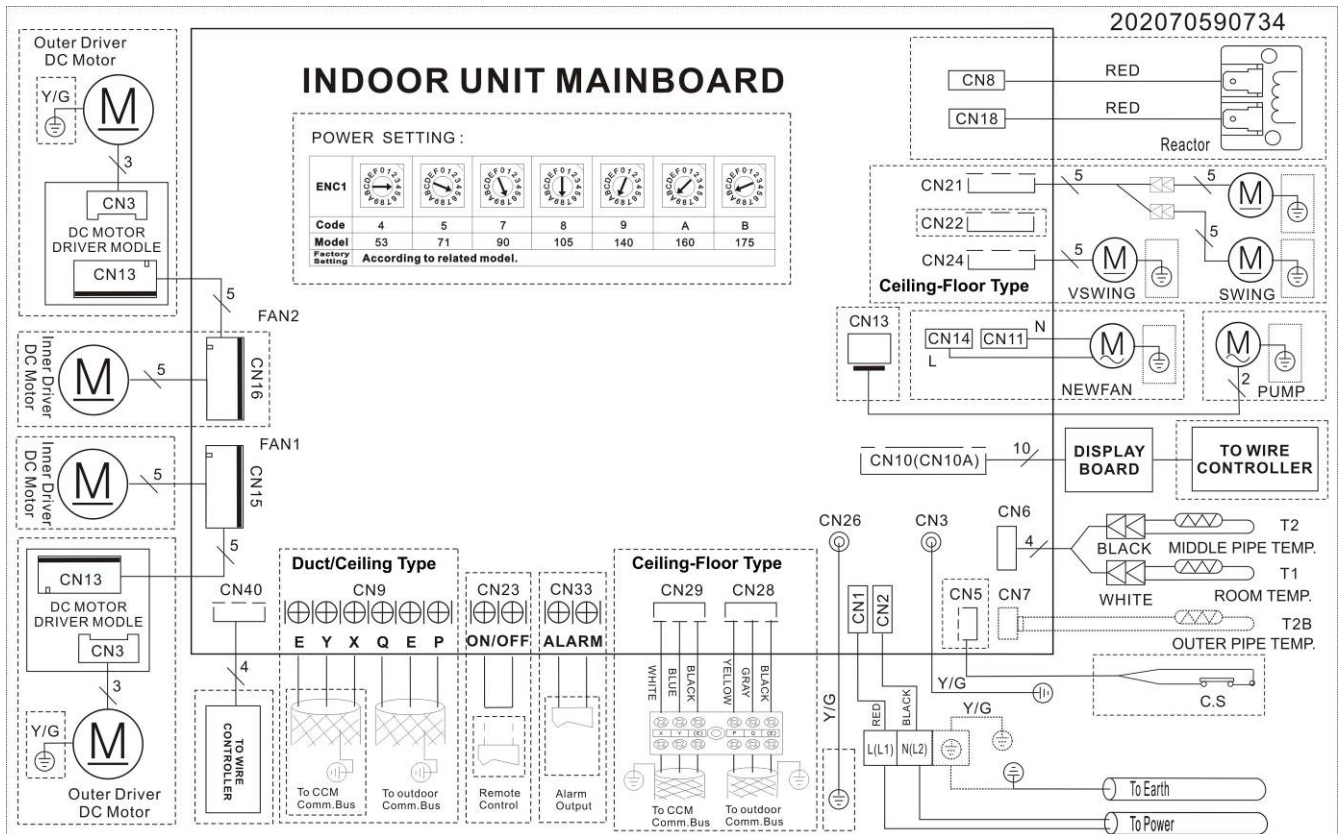 202070590734
Outer Driver
DC Motor
Y/G
M
3
CN3
DC MOTOR
DRIVER MODLE
CN13
5
FAN2
Inner Driver
DC Motor
M
5
CN16
FAN1
Inner Driver
DC Motor
M
5
CN15
5
CN13
DC MOTOR
DRIVER MODLE
CN3
3
Y/G
M
Outer Driver
DC Motor
INDOOR UNIT MAINBOARD
POWER SETTING :
ENC1
Code 4 5 7 8 9 A B
Model 53 71 90 105 140 160 175
Factory
Setting According to related model.
CN8 RED
CN18 RED
Reactor
CN21 5 5 M
CN22
5
CN24 5 M M
Ceiling-Floor Type VSWING SWING
CN13
CN14 CN11 N
L
M
NEWFAN
M
2
PUMP
CN10(CN10A) 10
DISPLAY
BOARD
TO WIRE
CONTROLLER
CN6
4
BLACK
T2
MIDDLE PIPE TEMP.
WHITE
T1
ROOM TEMP.
CN5 CN7
T2B
OUTER PIPE TEMP.
C.S
CN40
4
TO WIRE
CONTROLLER
Duct/Ceiling Type
CN9
E Y X Q E P
To CCM
Comm.Bus
To outdoor
Comm.Bus
CN23
ON/OFF
Remote
Control
CN33
ALARM
Alarm
Output
Ceiling-Floor Type
CN29 CN28
WHITE
BLUE
BLACK
YELLOW
GRAY
BLACK
X Y (E) P Q (E)
To CCM
Comm.Bus
To outdoor
Comm.Bus
CN26
Y/G
CN3
Y/G
CN1
CN2
RED
BLACK
L(L1) N(L2)
Y/G
To Earth
To Power